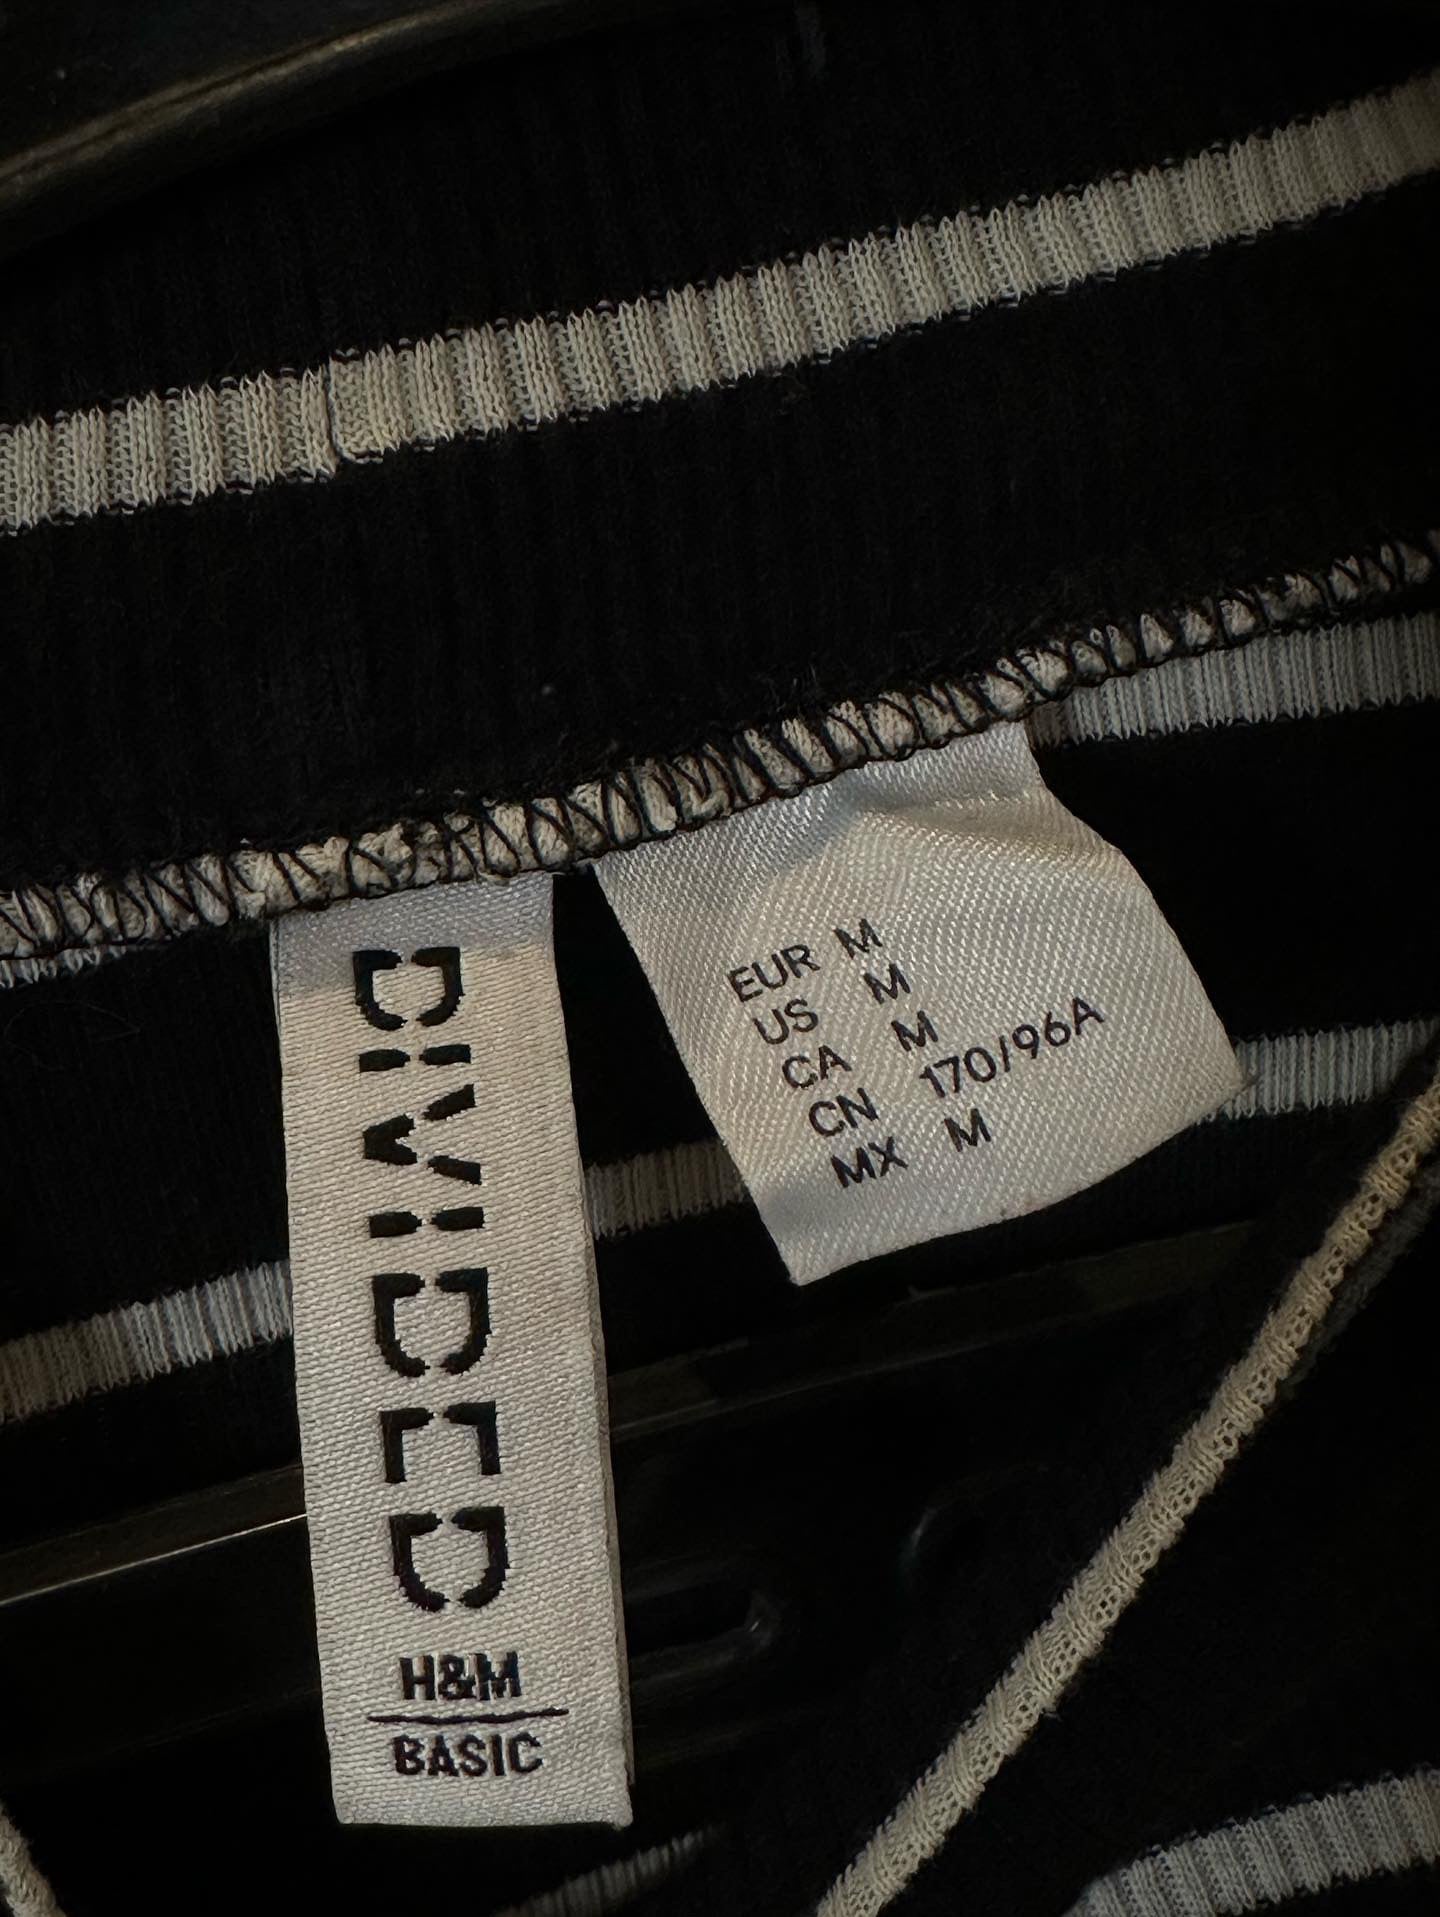 DIVIDED
H&M
BASIC
EUR M
US M
CA M
CN 170/96A
MX M